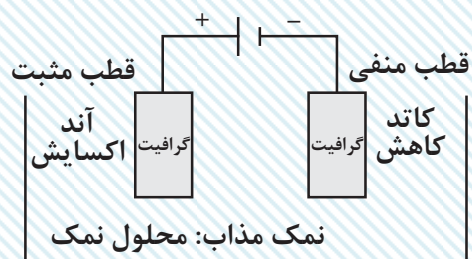 + −
قطب مثبت
قطب منفی
آند
اکسایش
گرافیت
گرافیت
کاتد
کاهش
نمک مذاب: محلول نمک